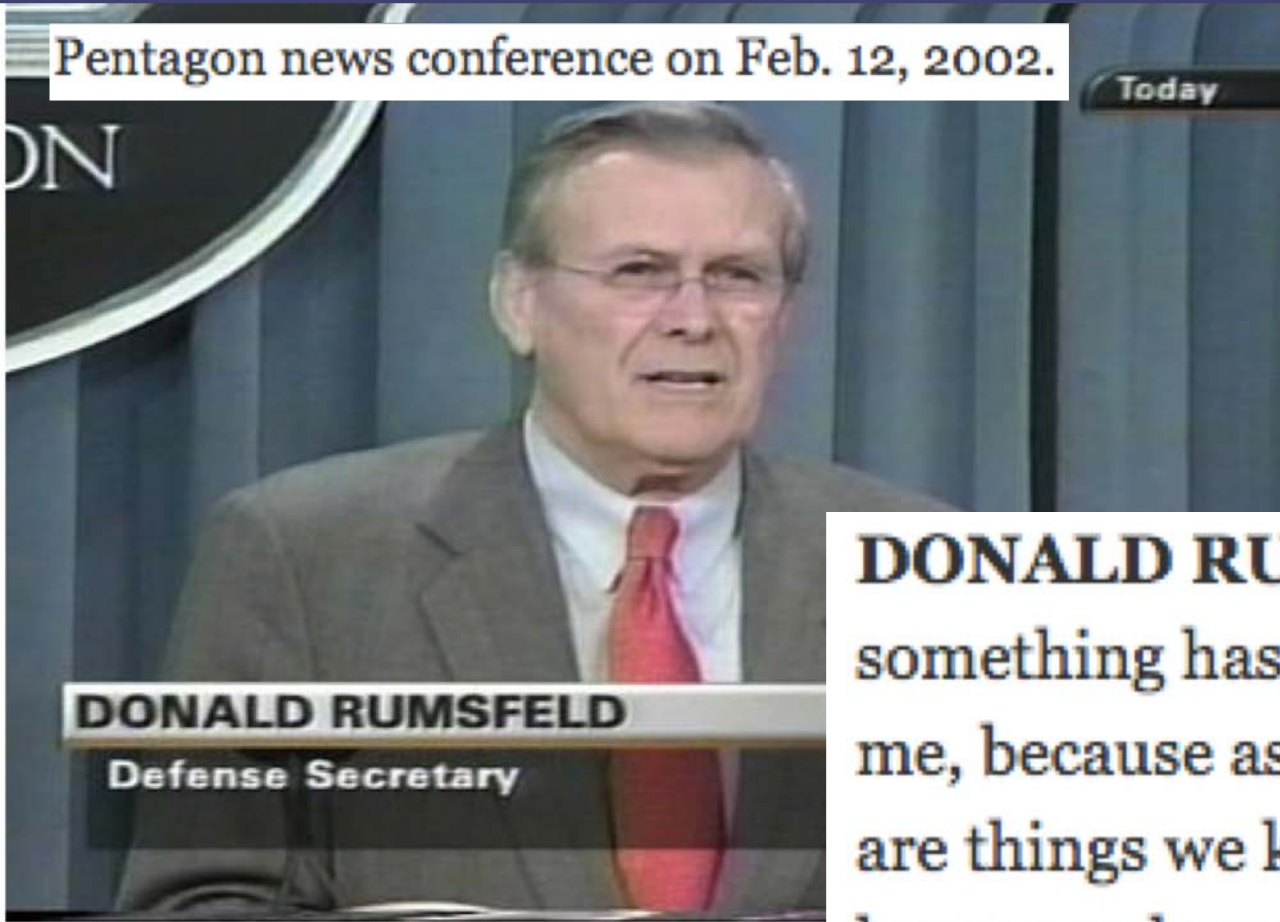 Pentagon news conference on Feb. 12, 2002.
Today
ON
DONALD RUMSFELD
Defense Secretary
DONALD RU
something has
me, because as
are things we k